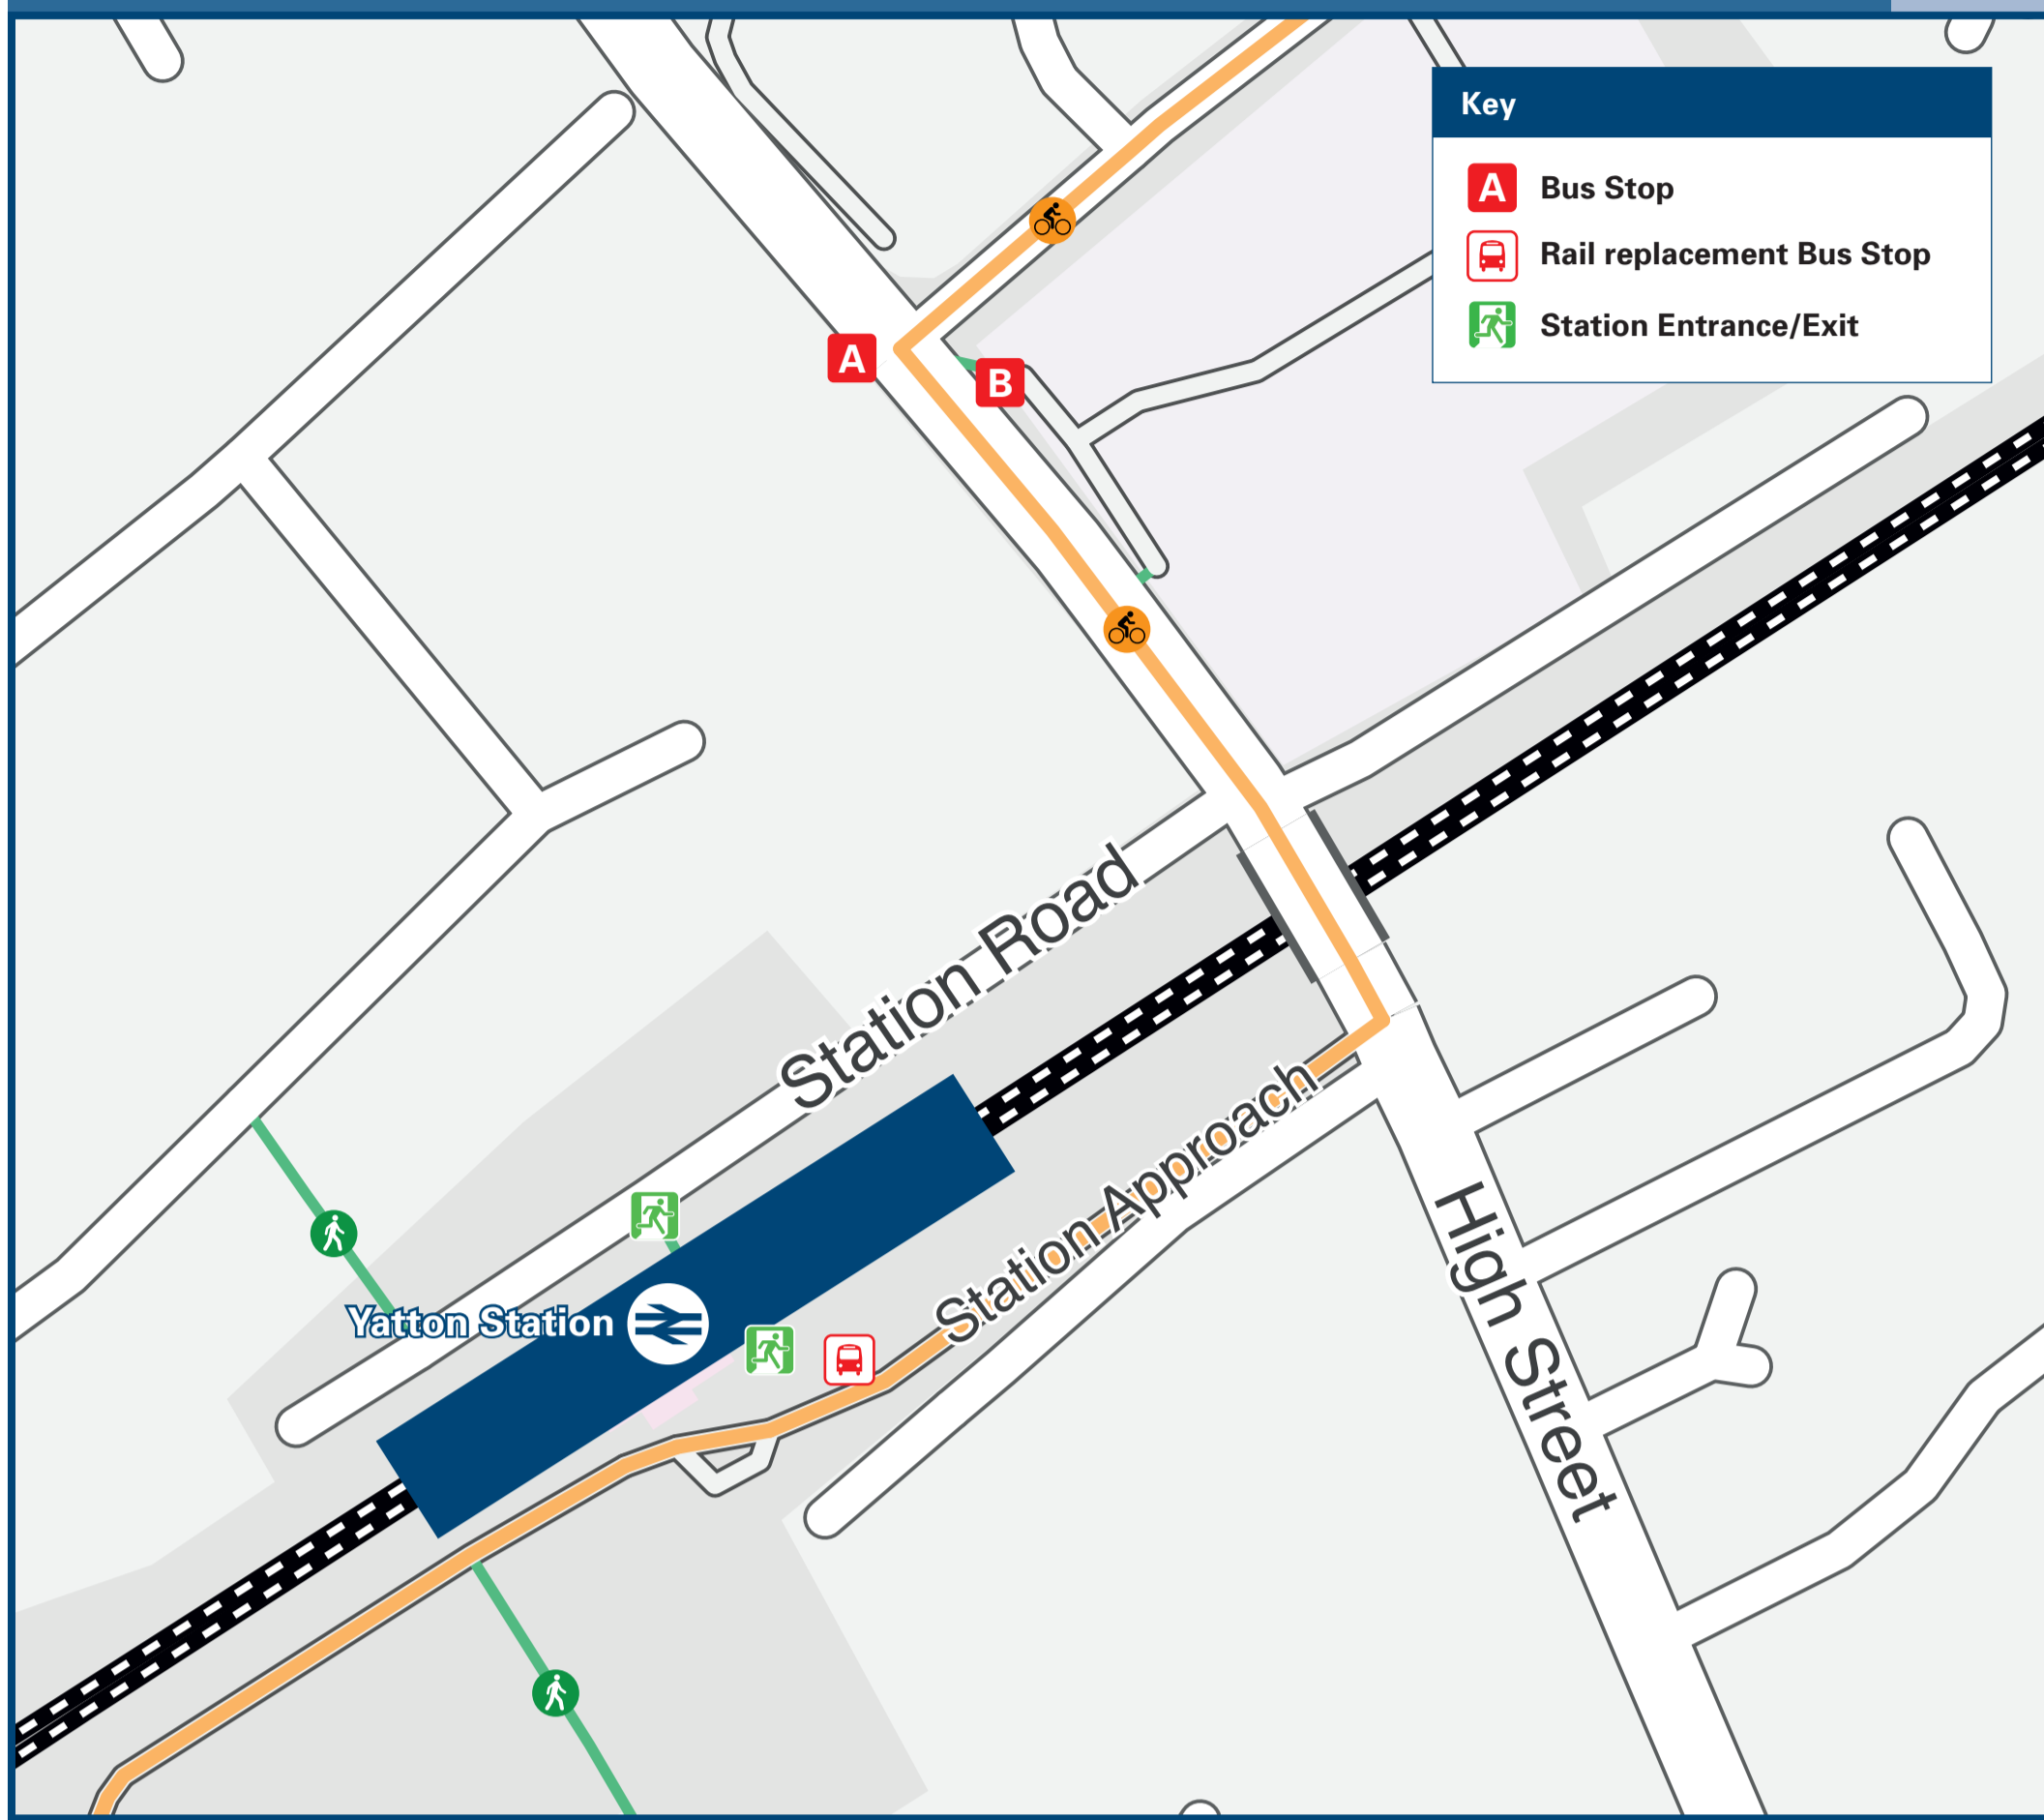 Key
A
Bus Stop
Rail replacement Bus Stop
Station Entrance/Exit
A
B
Station Road
Station Approach
High Street
Yatton Station